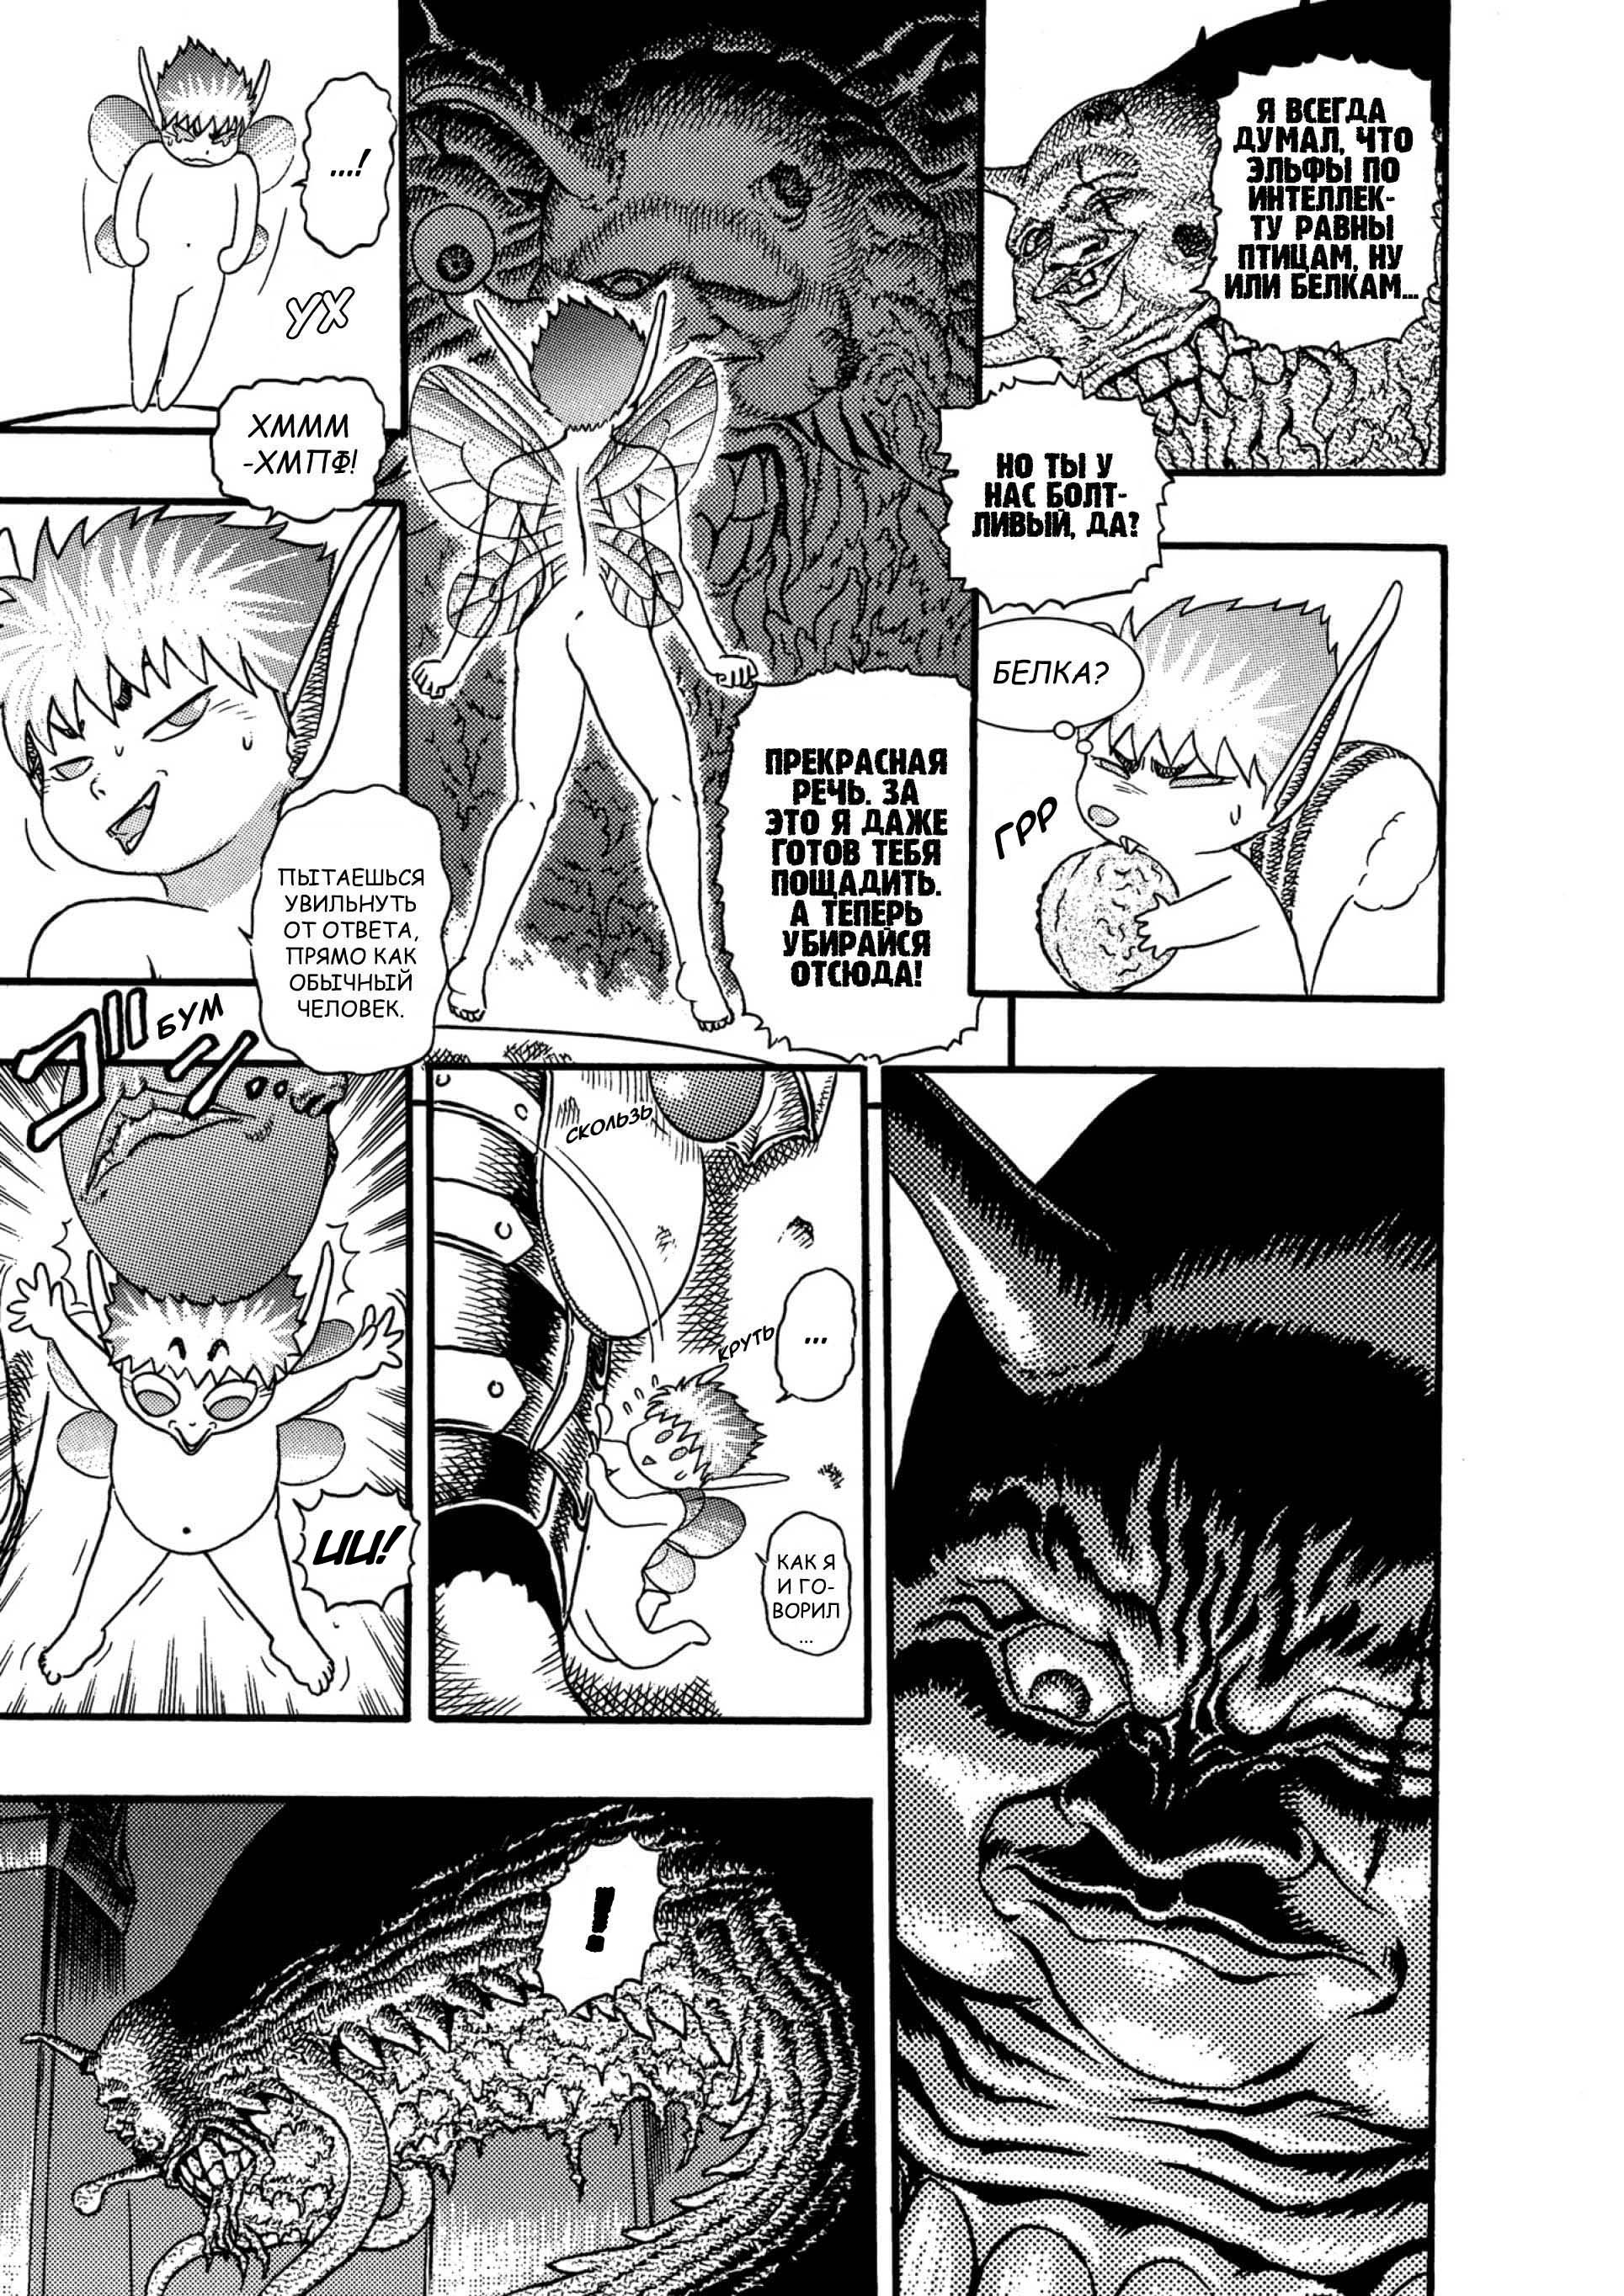 Я ВСЕГДА
ДУМАЛ, ЧТО
ЭЛЬФЫ ПО
ИНТЕЛЛЕК-
ТУ РАВНЫ
ПТИЦАМ, НУ
ИЛИ БЕЛКАМ...
НО ТЫ У
НАС БОЛТ-
ЛИВЫЙ, ДА?
БЕЛКА?
ГРР
ПРЕКРАСНАЯ
РЕЧЬ. ЗА
ЭТО Я ДАЖЕ
ГОТОВ ТЕБЯ
ПОЩАДИТЬ.
А ТЕПЕРЬ
УБИРАЙСЯ
ОТСЮДА!
...!
УХ
ХМММ
-ХМПФ!
ПЫТАЕШЬСЯ
УВИЛЬНУТЬ
ОТ ОТВЕТА,
ПРЯМО КАК
ОБЫЧНЫЙ
ЧЕЛОВЕК.
СКОЛЬЗЬ
...
КРУТЬ
КАК Я
И ГО-
ВОРИЛ
...
БУМ
ゴリ..
ИИ!
!